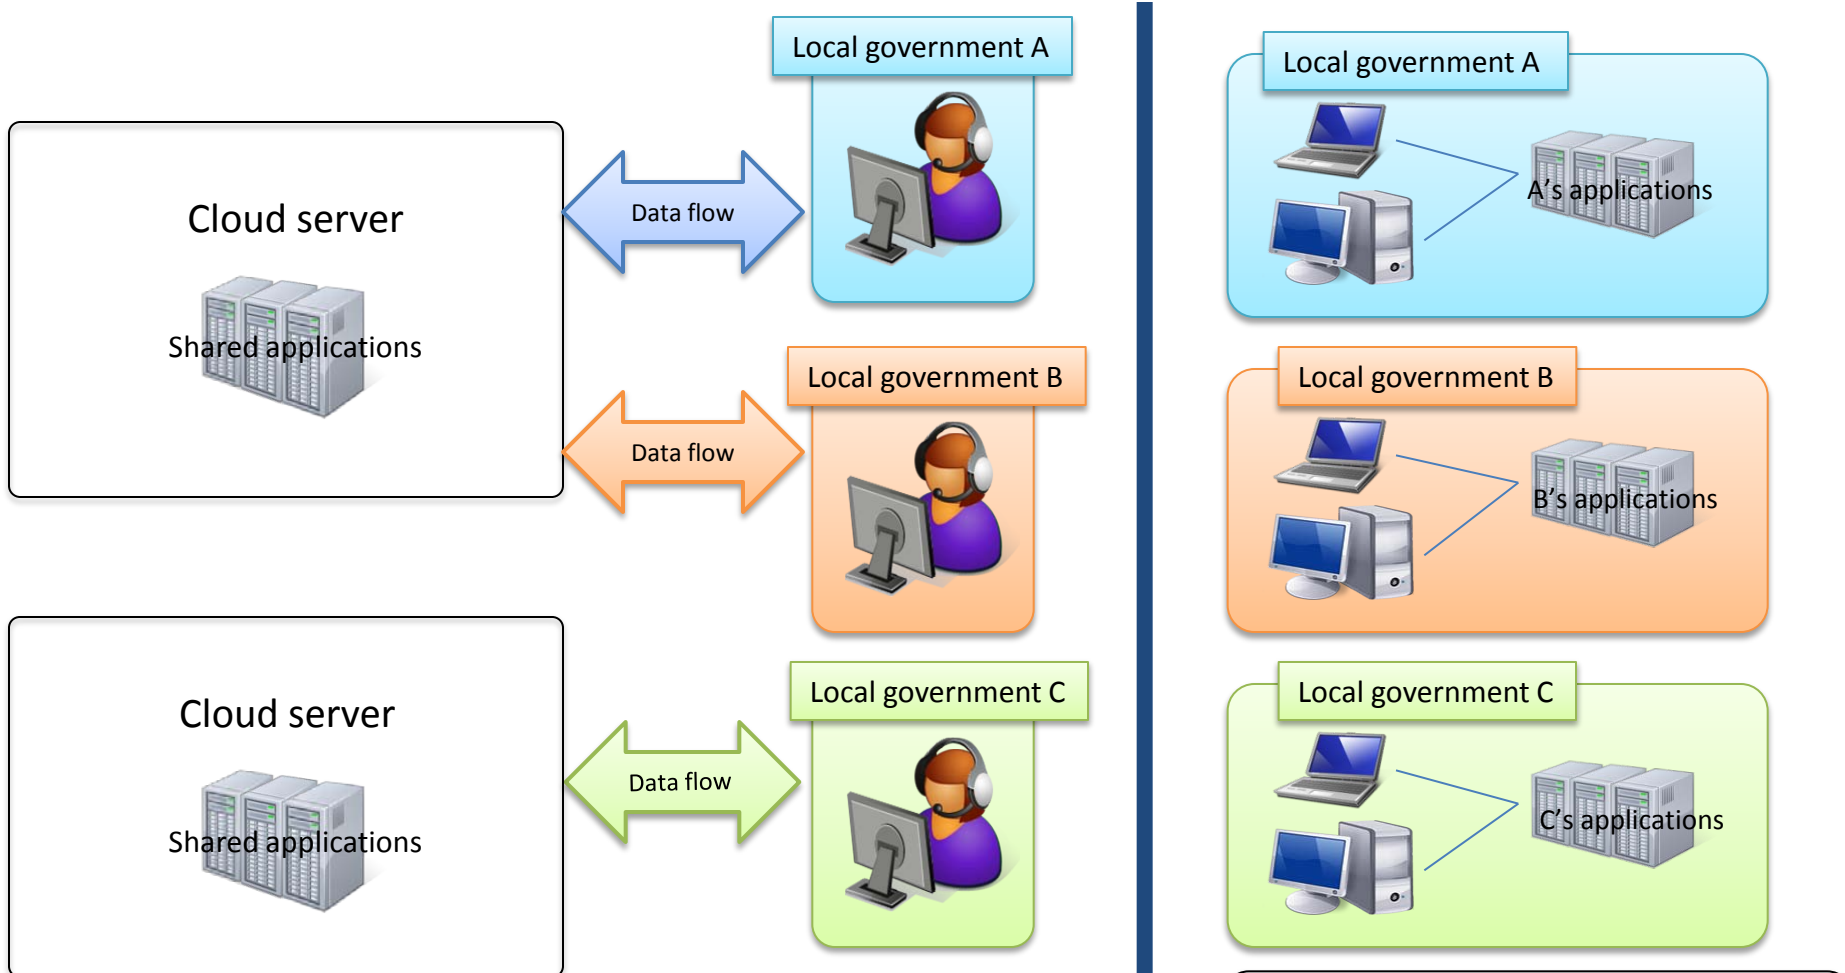 Local government A
Cloud server
Data flow
Shared applications
Local government B
Data flow
Local government C
Cloud server
Data flow
Shared applications
Local government A
A's applications
Local government B
B's applications
Local government C
C's applications